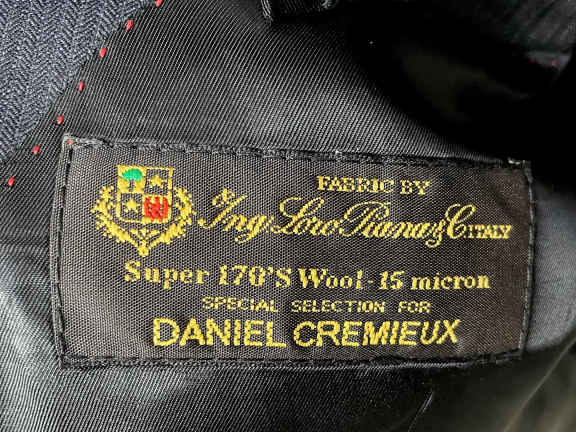 FABRIC BY
Ing. Loro Piana & C ITALY
Super 170'S Wool - 15 micron
SPECIAL SELECTION FOR
DANIEL CREMIEUX